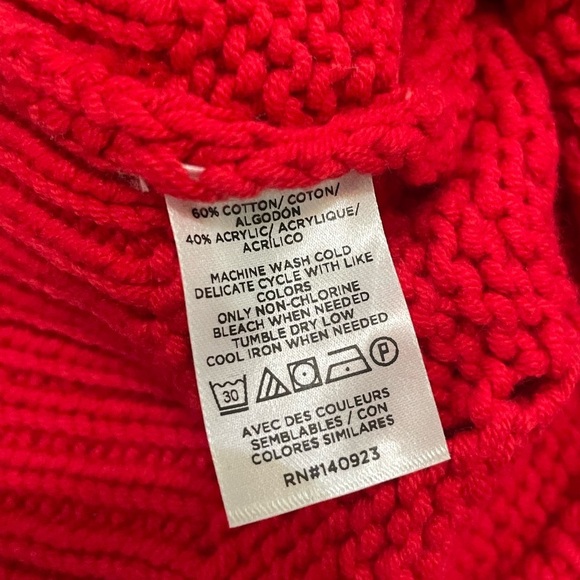 60% COTTON/ COTON/
ALGODÓN
40% ACRYLIC/ ACRYLIQUE/
ACRÍLICO
MACHINE WASH COLD
DELICATE CYCLE WITH LIKE
COLORS
ONLY NON-CHLORINE
BLEACH WHEN NEEDED
TUMBLE DRY LOW
COOL IRON WHEN NEEDED
30 P
AVEC DES COULEURS
SEMBLABLES / CON
COLORES SIMILARES
RN#140923